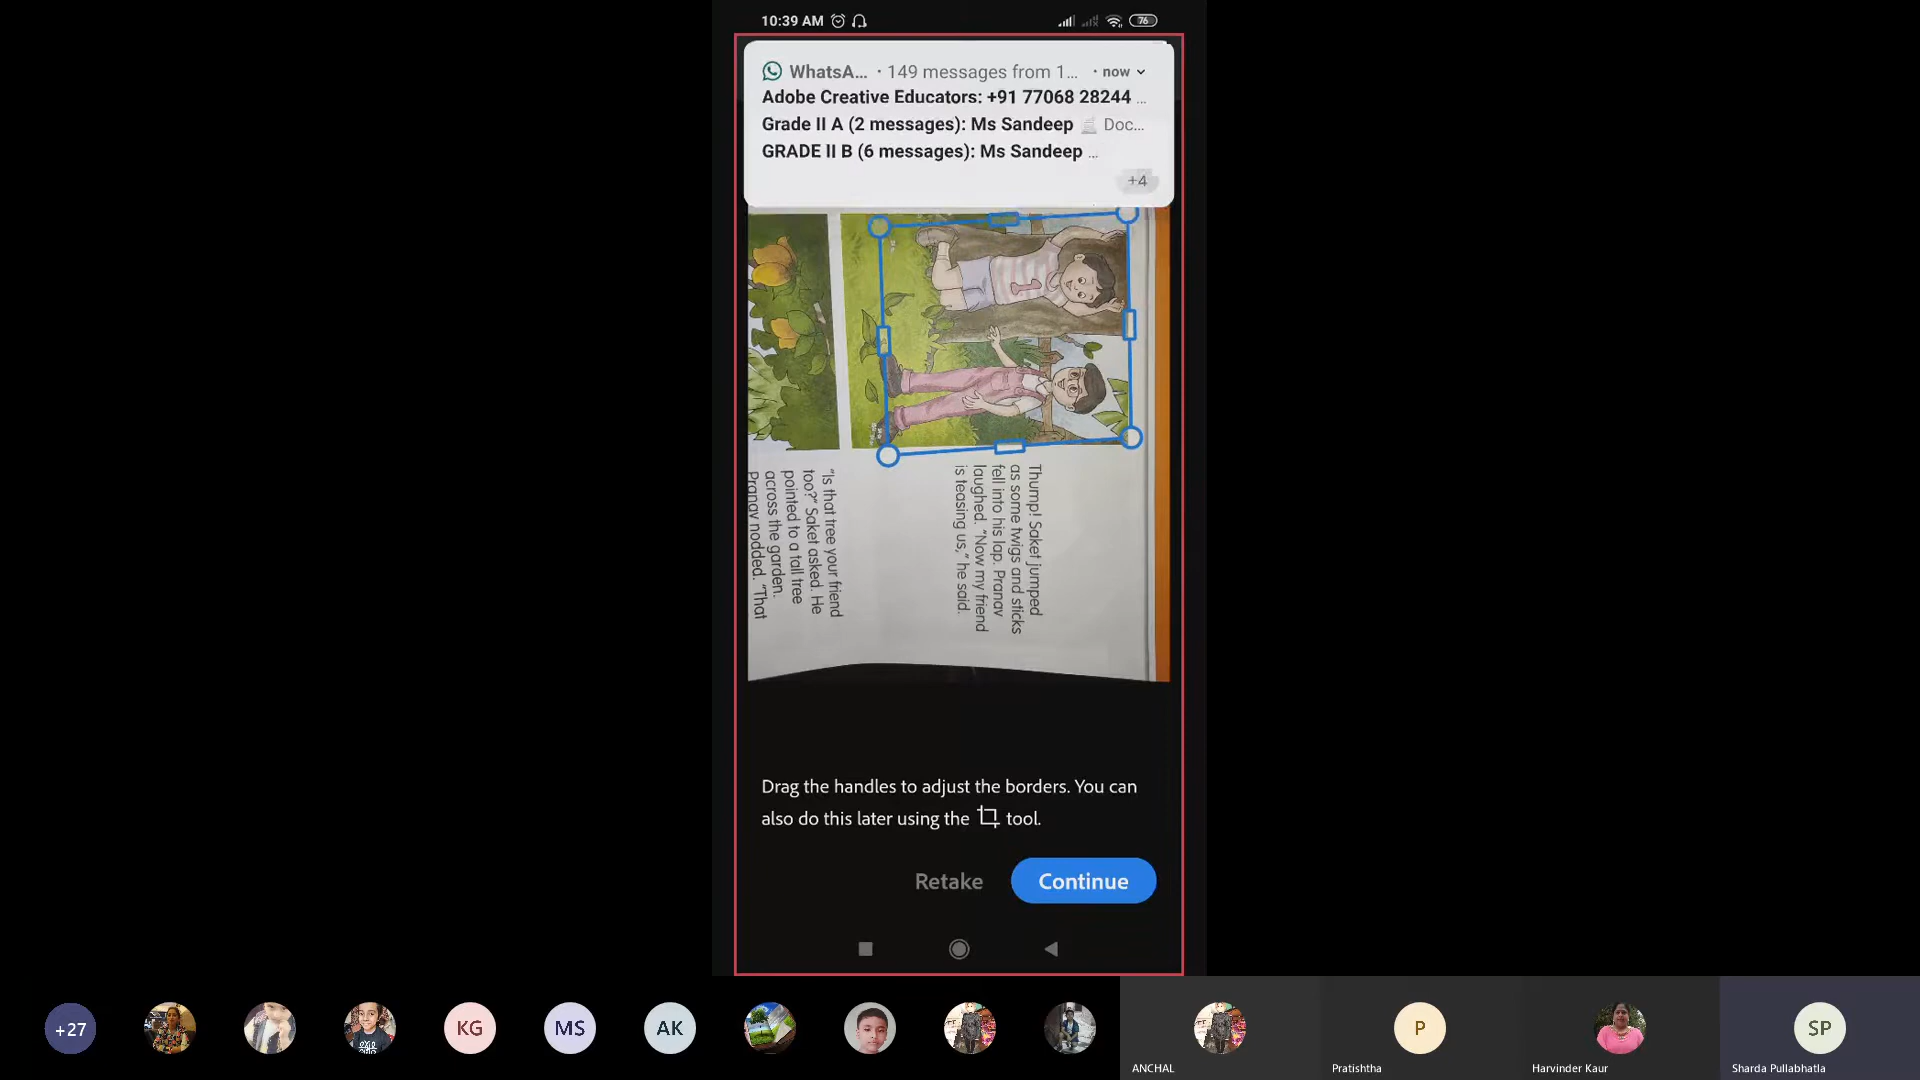 10:39 AM
76
WhatsA... · 149 messages from 1... · now
Adobe Creative Educators: +91 77068 28244 ...
Grade II A (2 messages): Ms Sandeep Doc...
GRADE II B (6 messages): Ms Sandeep ...
+4
Thump! Saket jumped
as some twigs and sticks
fell into his lap. Pranav
laughed. "Now my friend
is teasing us," he said.
"Is that tree your friend
too?" Saket asked. He
pointed to a tall tree
across the garden.
Pranav nodded. "That
Drag the handles to adjust the borders. You can
also do this later using the tool.
Retake
Continue
+27
KG
MS
AK
P
SP
ANCHAL
Pratishtha
Harvinder Kaur
Sharda Pullabhatla